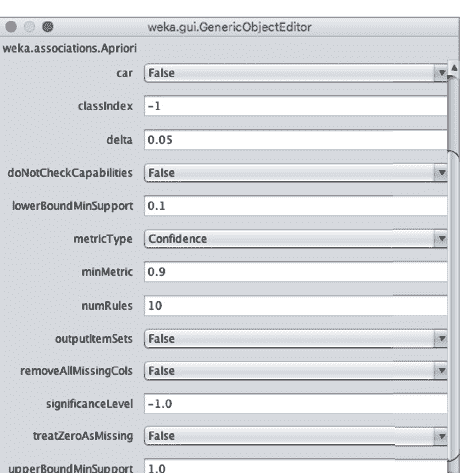 weka.gui.GenericObjectEditor
weka.associations.Apriori
car False
classIndex -1
delta 0.05
doNotCheckCapabilities False
lowerBoundMinSupport 0.1
metricType Confidence
minMetric 0.9
numRules 10
outputItemSets False
removeAllMissingCols False
significanceLevel -1.0
treatZeroAsMissing False
upperBoundMinSupport 1.0